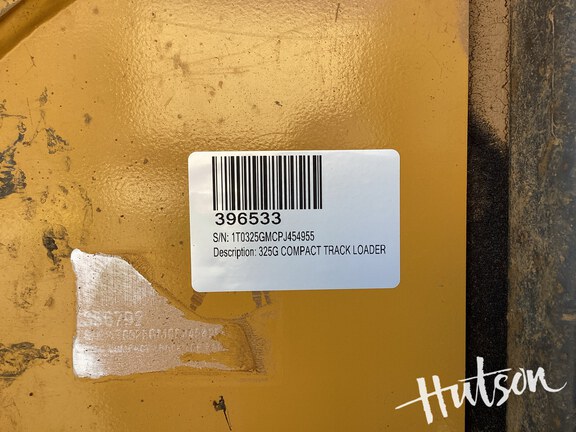 396533
S/N: 1T0325GMCPJ454955
Description: 325G COMPACT TRACK LOADER
Hutson